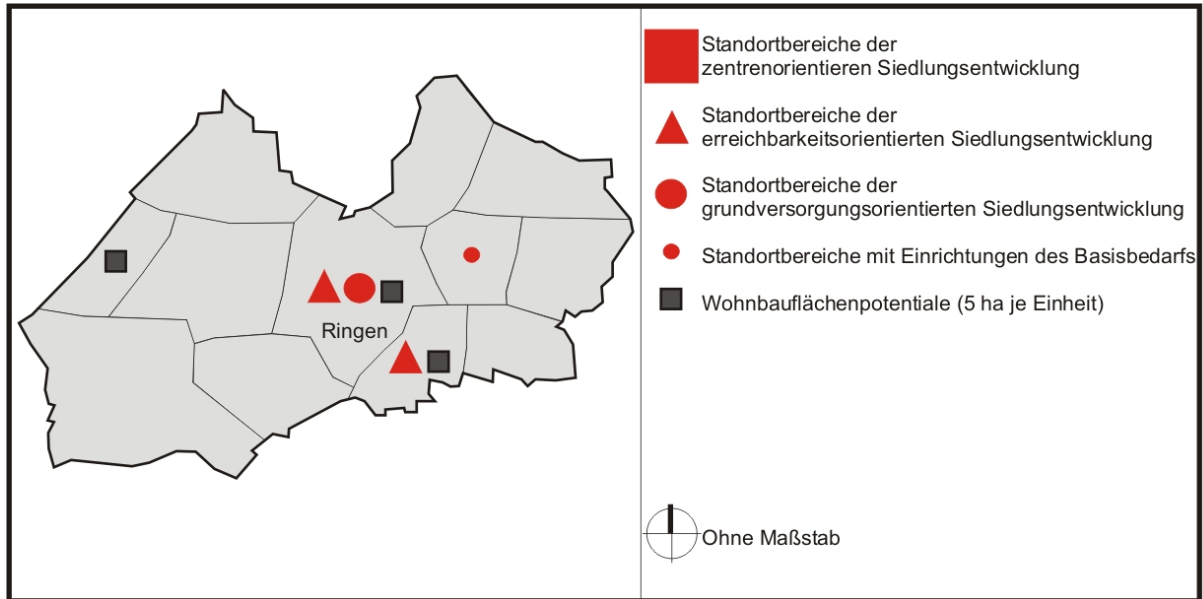 Ringen
Standortbereiche der
zentrenorientieren Siedlungsentwicklung
Standortbereiche der
erreichbarkeitsorientierten Siedlungsentwicklung
Standortbereiche der
grundversorgungsorientierten Siedlungsentwicklung
Standortbereiche mit Einrichtungen des Basisbedarfs
Wohnbauflächenpotentiale (5 ha je Einheit)
Ohne Maßstab